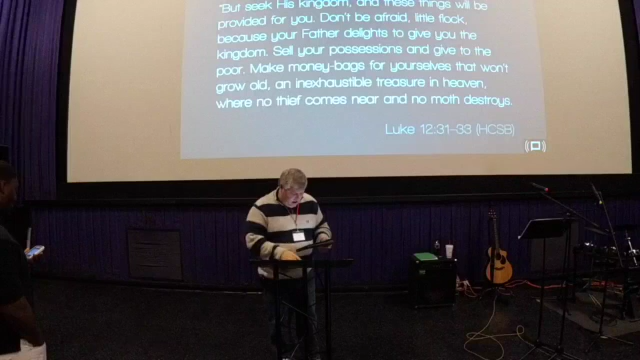 "But seek His kingdom, and these things will be
provided for you. Don't be afraid, little flock,
because your Father delights to give you the
kingdom. Sell your possessions and give to the
poor. Make money-bags for yourselves that won't
grow old, an inexhaustible treasure in heaven,
where no thief comes near and no moth destroys.
Luke 12:31-33 (HCSB)